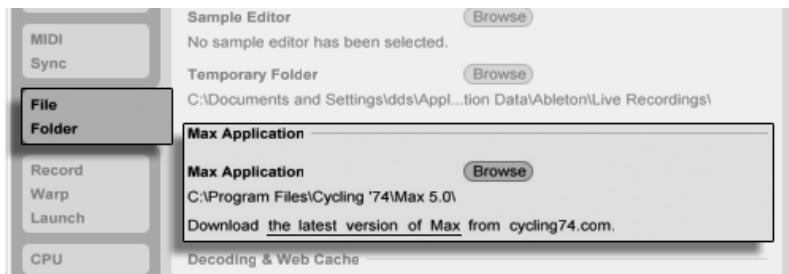 MIDI
Sync
File
Folder
Record
Warp
Launch
CPU
Sample Editor Browse
No sample editor has been selected.
Temporary Folder Browse
C:\Documents and Settings\dds\Appl...tion Data\Ableton\Live Recordings\
Max Application
Max Application Browse
C:\Program Files\Cycling '74\Max 5.0\
Download the latest version of Max from cycling74.com.
Decoding & Web Cache